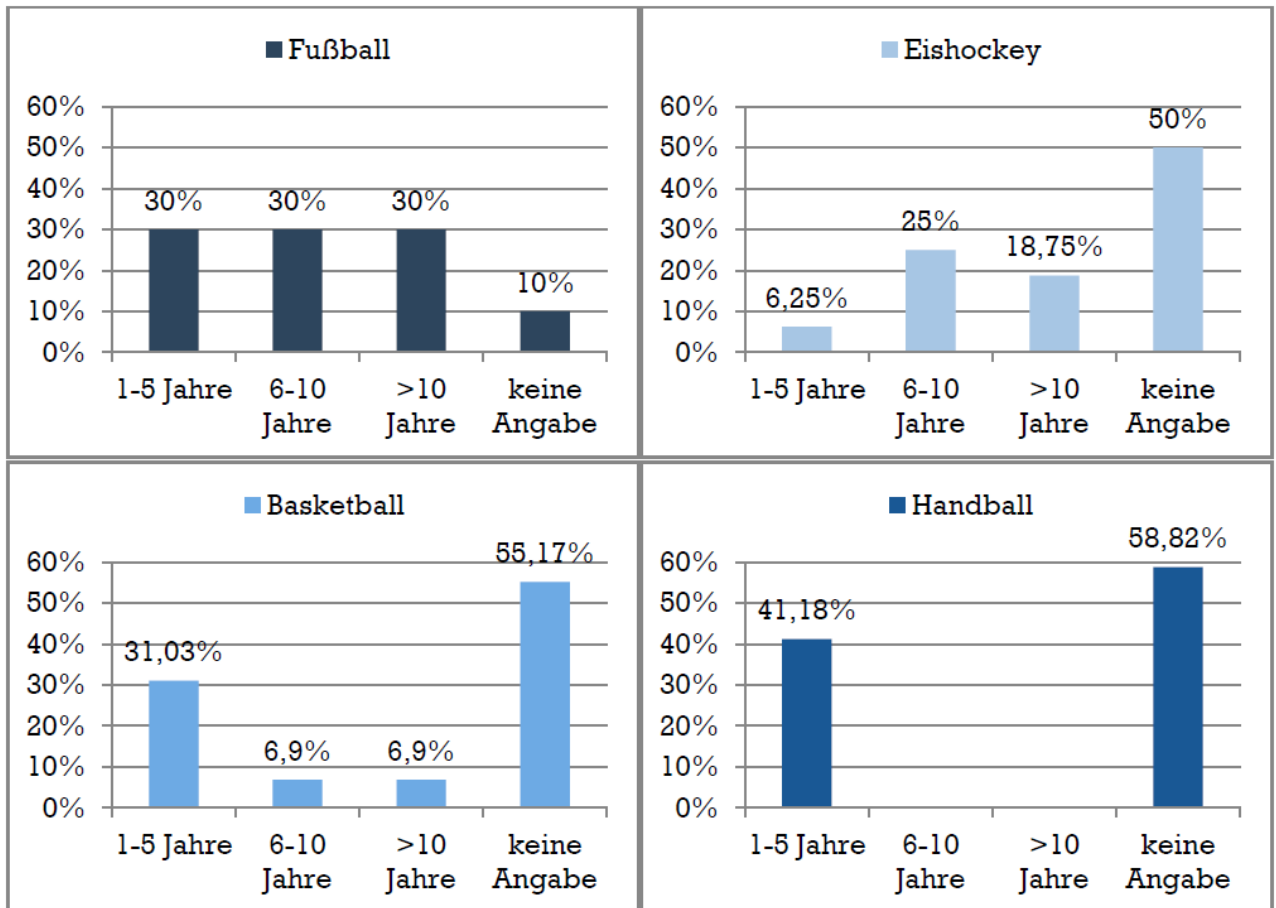 Fußball
60%
50%
40%
30%
20%
10%
0%
30%
30%
30%
10%
1-5 Jahre
6-10
Jahre
>10
Jahre
keine
Angabe
Eishockey
60%
50%
40%
30%
20%
10%
0%
6,25%
25%
18,75%
50%
1-5 Jahre
6-10
Jahre
>10
Jahre
keine
Angabe
Basketball
60%
50%
40%
30%
20%
10%
0%
31,03%
6,9%
6,9%
55,17%
1-5 Jahre
6-10
Jahre
>10
Jahre
keine
Angabe
Handball
60%
50%
40%
30%
20%
10%
0%
41,18%
58,82%
1-5 Jahre
6-10
Jahre
>10
Jahre
keine
Angabe